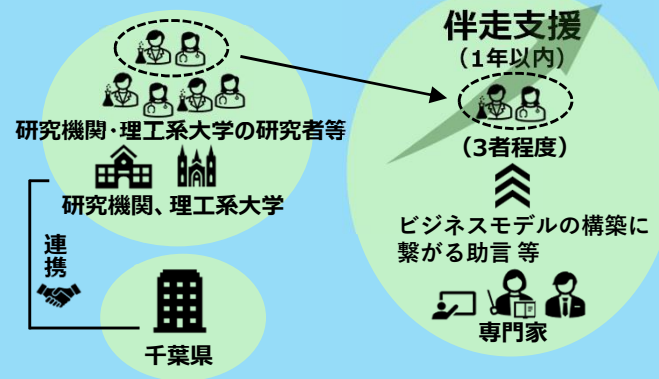 研究機関・理工系大学の研究者等
研究機関、理工系大学
連
携
千葉県
伴走支援
（1年以内）
（3者程度）
ビジネスモデルの構築に
繋がる助言 等
専門家